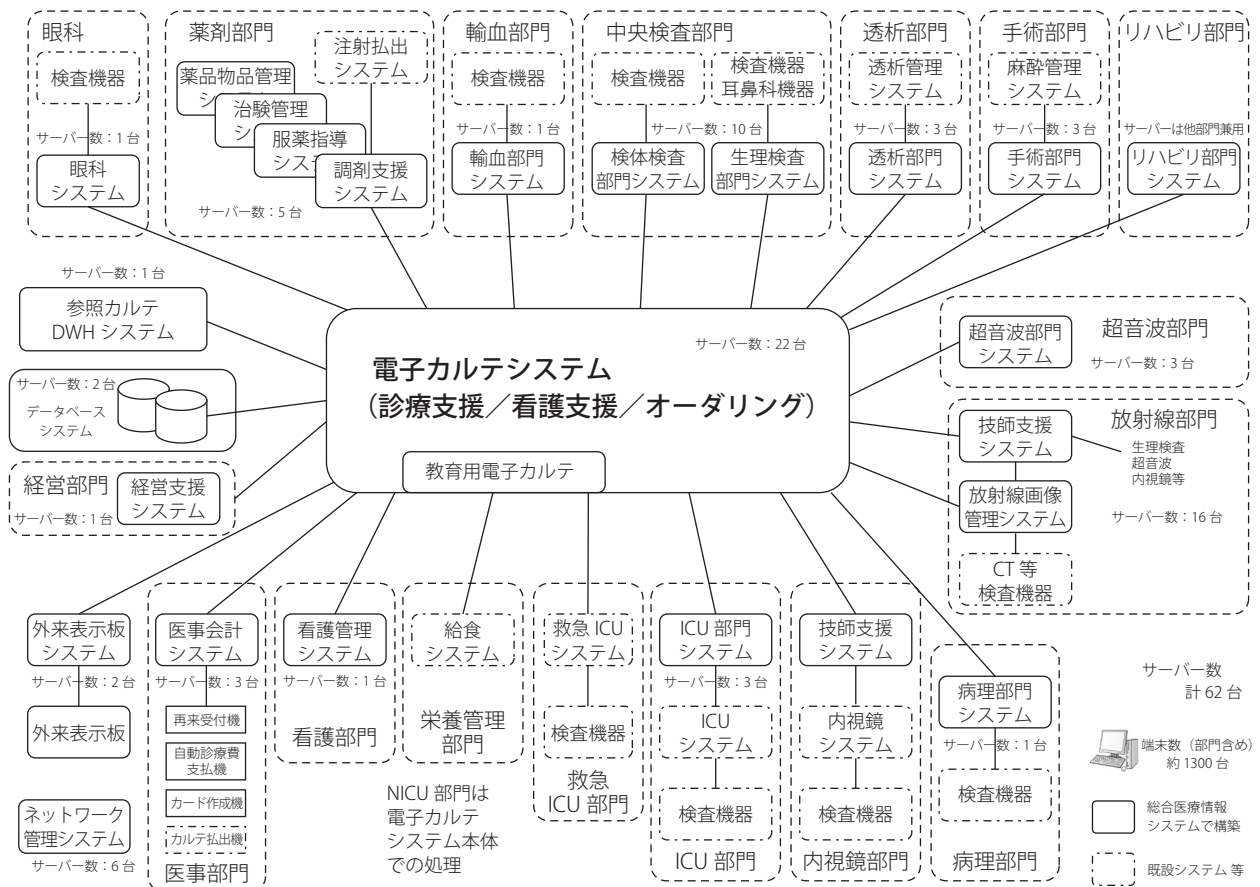 眼科
検査機器
サーバー数：1台
眼科
システム
薬剤部門
注射払出
システム
薬品物品管理
シ
治験管理
シ
服薬指導
シス
調剤支援
システム
サーバー数：5台
輸血部門
検査機器
サーバー数：1台
輸血部門
システム
中央検査部門
検査機器
検査機器
耳鼻科機器
サーバー数：10台
検体検査
部門システム
生理検査
部門システム
透析部門
透析管理
システム
サーバー数：3台
透析部門
システム
手術部門
麻酔管理
システム
サーバー数：3台
手術部門
システム
リハビリ部門
サーバーは他部門兼用
リハビリ部門
システム
サーバー数：1台
参照カルテ
DWHシステム
サーバー数：2台
データベース
システム
経営部門
サーバー数：1台
経営支援
システム
サーバー数：22台
電子カルテシステム
（診療支援／看護支援／オーダリング）
教育用電子カルテ
超音波部門
システム
超音波部門
サーバー数：3台
放射線部門
技師支援
システム
生理検査
超音波
内視鏡等
放射線画像
管理システム
サーバー数：16台
CT等
検査機器
外来表示板
システム
サーバー数：2台
外来表示板
ネットワーク
管理システム
サーバー数：6台
医事会計
システム
サーバー数：3台
再来受付機
自動診療費
支払機
カード作成機
カルテ払出機
医事部門
看護管理
システム
サーバー数：1台
看護部門
給食
システム
栄養管理
部門
NICU部門は
電子カルテ
システム本体
での処理
救急ICU
システム
検査機器
救急
ICU部門
ICU部門
システム
サーバー数：3台
ICU
システム
検査機器
ICU部門
技師支援
システム
内視鏡
システム
検査機器
内視鏡部門
病理部門
システム
サーバー数：1台
検査機器
病理部門
サーバー数
計62台
端末数（部門含め）
約1300台
総合医療情報
システムで構築
既設システム等